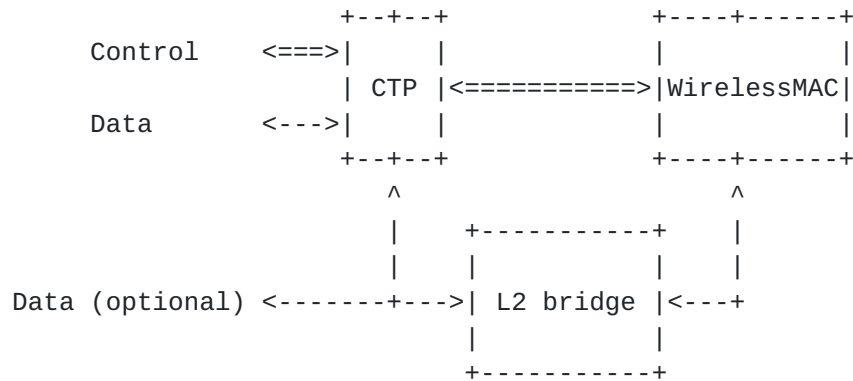 +--+--+                +----+------+
    Control   <===>|     |                |           |
                 | CTP |<===========>|WirelessMAC|
    Data      <--->|     |                |           |
                 +--+--+                +----+------+
                    ^                        ^
                    |     +-----------+      |
                    |     |           |      |
Data (optional) <-------+--->| L2 bridge |<---+
                          |           |
                          +-----------+